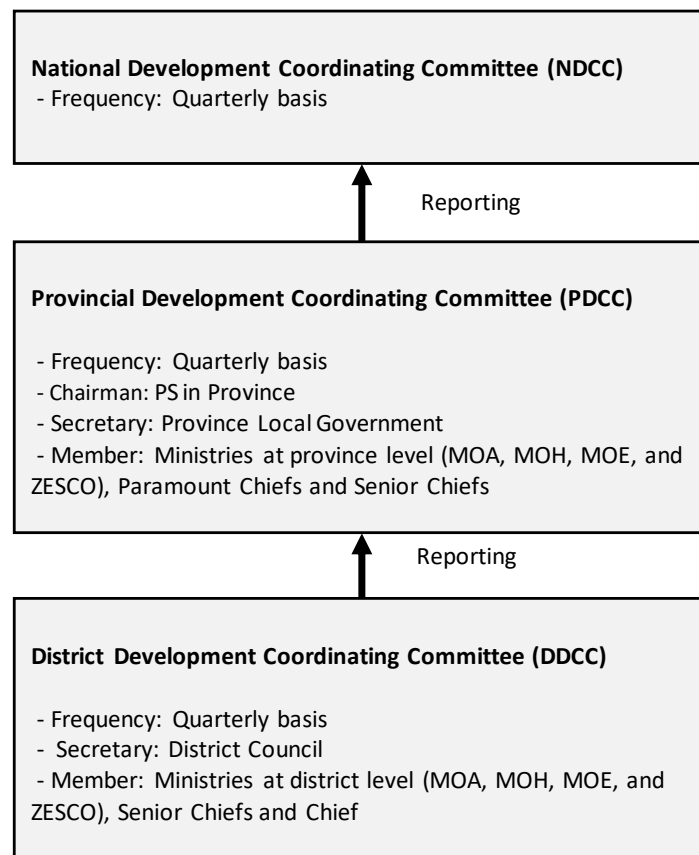 National Development Coordinating Committee (NDCC)
- Frequency: Quarterly basis
Reporting
Provincial Development Coordinating Committee (PDCC)
- Frequency: Quarterly basis
- Chairman: PS in Province
- Secretary: Province Local Government
- Member: Ministries at province level (MOA, MOH, MOE, and
ZESCO), Paramount Chiefs and Senior Chiefs
Reporting
District Development Coordinating Committee (DDCC)
- Frequency: Quarterly basis
- Secretary: District Council
- Member: Ministries at district level (MOA, MOH, MOE, and
ZESCO), Senior Chiefs and Chief